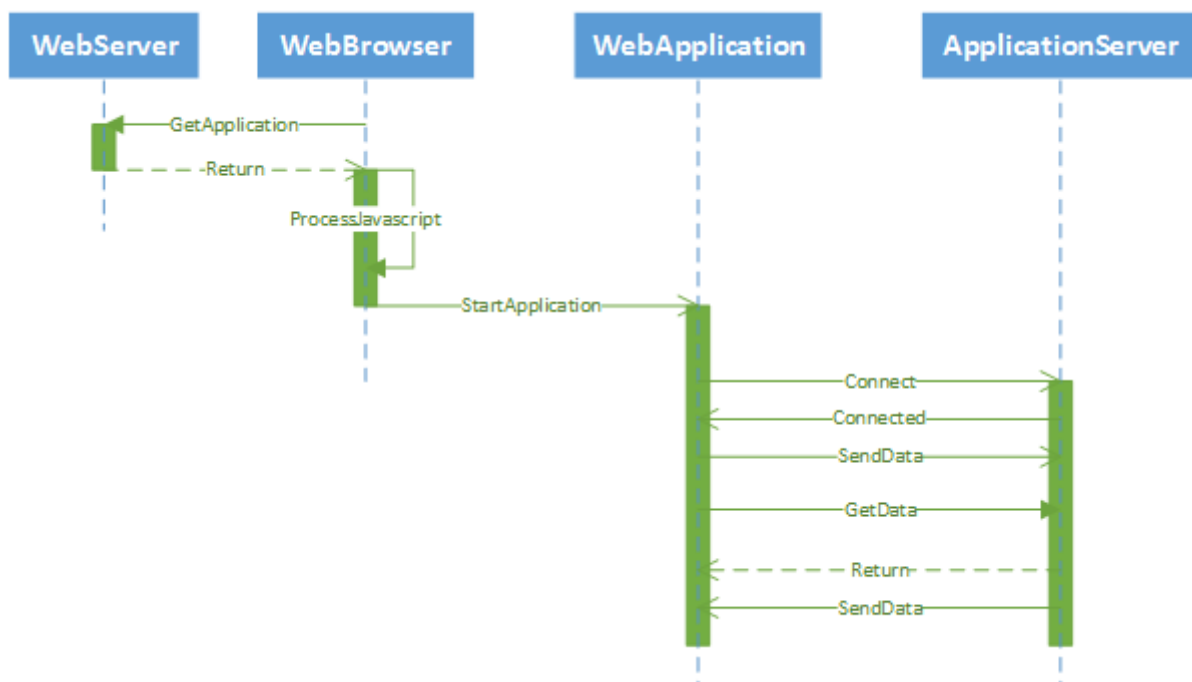 WebServer
WebBrowser
WebApplication
ApplicationServer
GetApplication
Return
ProcessJavascript
StartApplication
Connect
Connected
SendData
GetData
Return
SendData